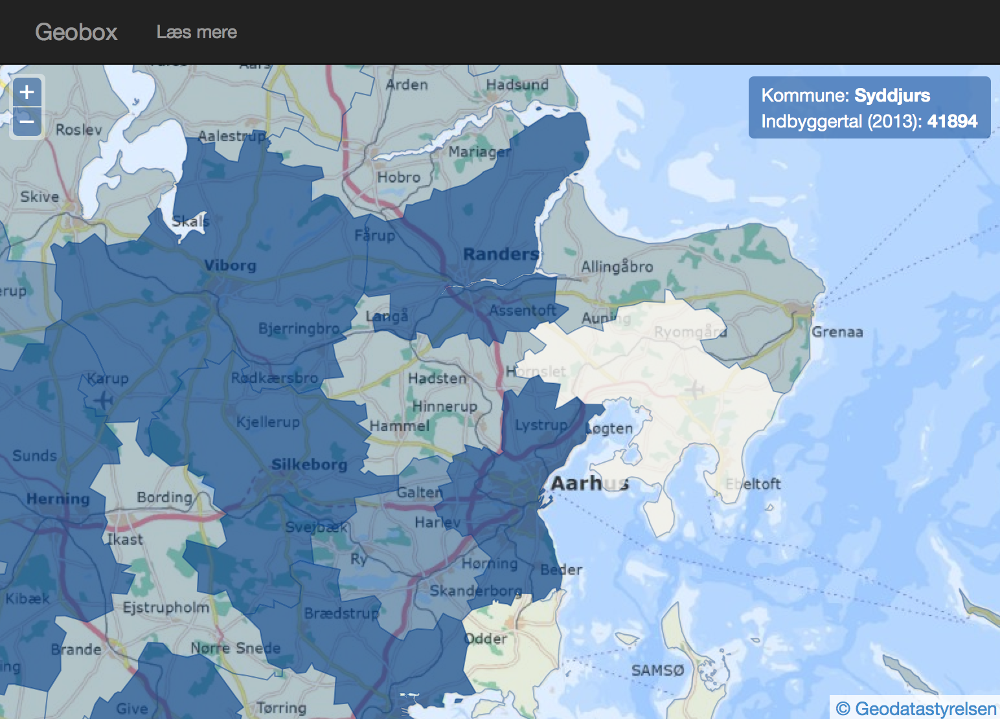 Geobox
Læs mere
Kommune: Syddjurs
Indbyggertal (2013): 41894
+
−
Aars
Arden
Hadsund
Roslev
Aalestrup
Mariager
Hobro
Skive
Skals
Fårup
Randers
Viborg
Allingåbro
erup
Langå
Assentoft
Auning
Bjerringbro
Ryomgård
Grenaa
Karup
Rødkærsbro
Hadsten
Hornslet
Hinnerup
Kjellerup
Hammel
Lystrup
Løgten
Sunds
Silkeborg
Aarhus
Ebeltoft
Herning
Bording
Galten
Svejbæk
Harlev
Ikast
Ry
Hørning
Beder
Kibæk
Skanderborg
Ejstrupholm
Brædstrup
Odder
Brande
Nørre Snede
ing
SAMSØ
Give
Tørring
© Geodatastyrelsen